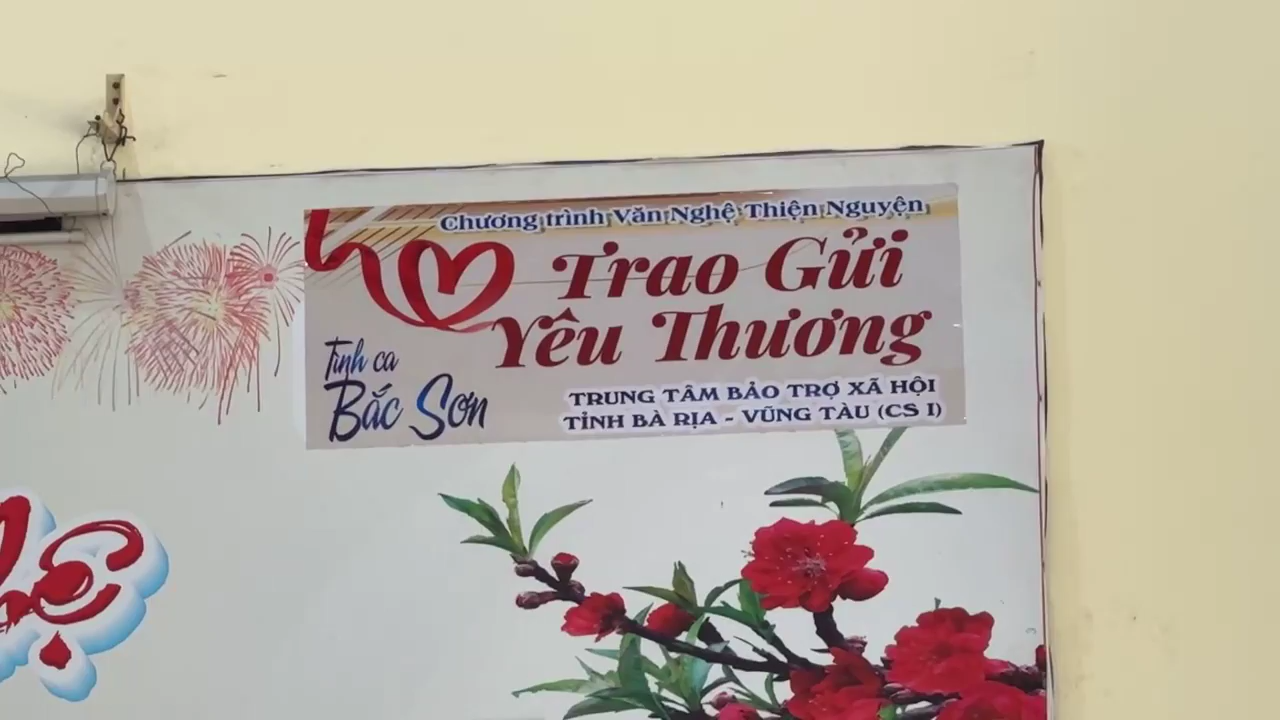 Chương trình Văn Nghệ Thiện Nguyện
Trao Gửi
Yêu Thương
Tình ca
Bắc Sơn
TRUNG TÂM BẢO TRỢ XÃ HỘI
TỈNH BÀ RỊA - VŨNG TÀU (CS I)